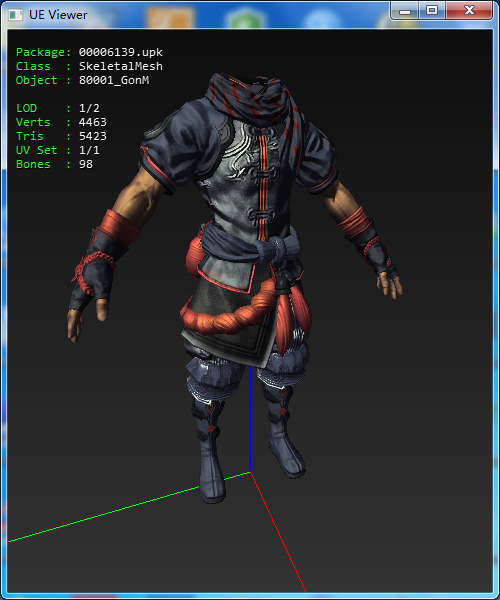 UE Viewer
Package: 00006139.upk
Class  : SkeletalMesh
Object : 80001_GonM
LOD    : 1/2
Verts  : 4463
Tris   : 5423
UV Set : 1/1
Bones  : 98